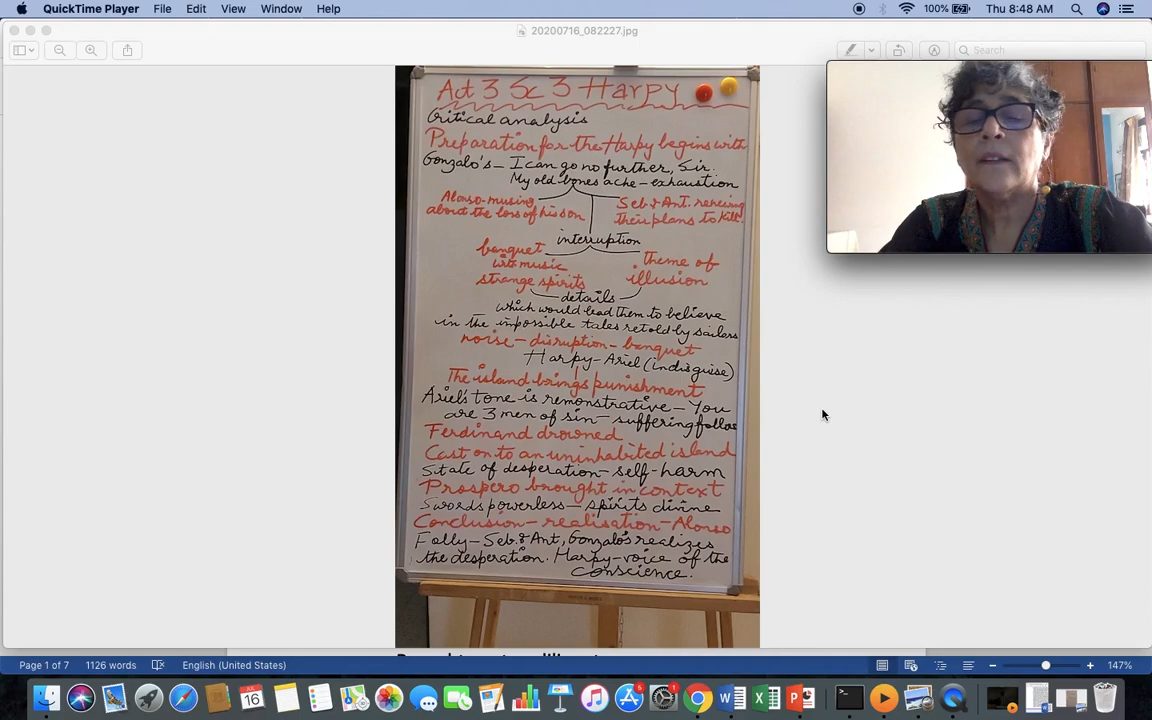 QuickTime Player File Edit View Window Help 100% Thu 8:48 AM
20200716_082227.jpg
Search
Act 3 Sc 3 Harpy
Critical analysis
Preparation for the Harpy begins with
Gonzalo's – I can go no further, Sir.
My old bones ache – exhaustion
Alonso-musing
about the loss of his son
Seb. & Ant.
their plans to kill.
interruption
banquet
with music
strange spirits
theme of
illusion
details
which would lead them to believe
in the impossible tales retold by sailors
noise – disruption – banquet
Harpy – Ariel (in disguise)
The island brings punishment
Ariel's tone is remonstrative – You
are 3 men of sin – suffering follow
Ferdinand drowned
Cast on to an uninhabited island
State of desperation – self-harm
Prospero brought in context
Swords powerless – spirits divine
Conclusion – realisation – Alonso
Folly – Seb. & Ant, Gonzalo's realizes
the desperation. Harpy – voice of the
conscience.
Page 1 of 7 1126 words English (United States) 147%
JUL
16
5
1